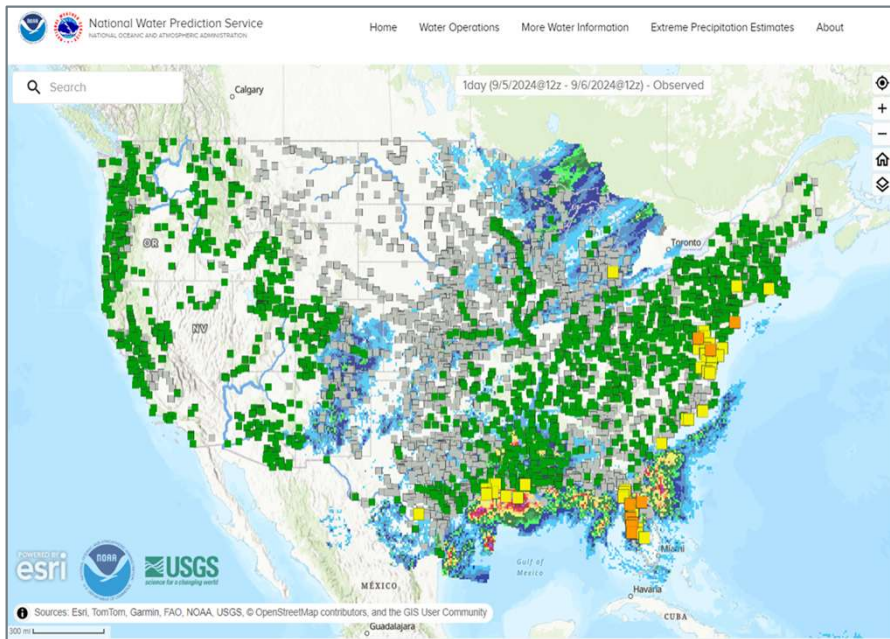 National Water Prediction Service
NATIONAL OCEANIC AND ATMOSPHERIC ADMINISTRATION
Home Water Operations More Water Information Extreme Precipitation Estimates About
Search
1day (9/5/2024@12z - 9/6/2024@12z) - Observed
Calgary
+
−
OR
Toronto
NV
POWERED BY
esri
NOAA
USGS
science for a changing world
Miami
Gulf of
Mexico
Havana
MÉXICO
CUBA
Sources: Esri, TomTom, Garmin, FAO, NOAA, USGS, © OpenStreetMap contributors, and the GIS User Community
300 mi
Guadalajara